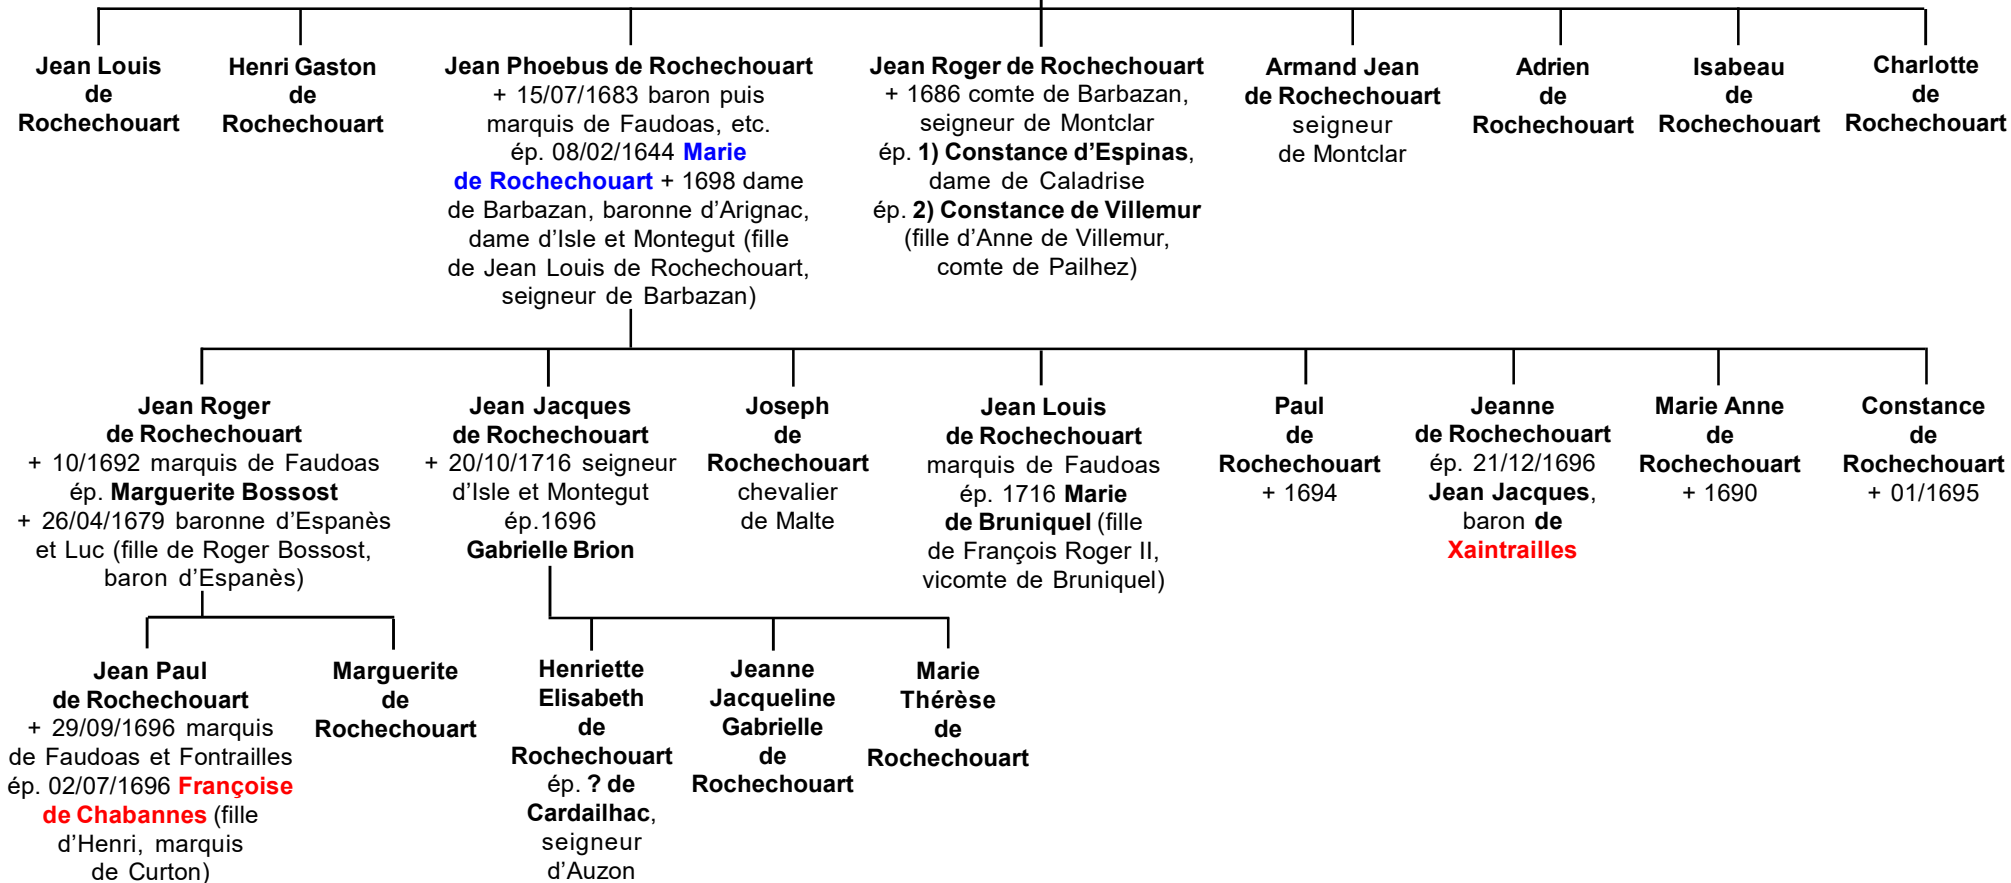 Jean Louis
de
Rochechouart
Henri Gaston
de
Rochechouart
Jean Phoebus de Rochechouart
+ 15/07/1683 baron puis
marquis de Faudoas, etc.
ép. 08/02/1644 Marie
de Rochechouart + 1698 dame
de Barbazan, baronne d'Arignac,
dame d'Isle et Montegut (fille
de Jean Louis de Rochechouart,
seigneur de Barbazan)
Jean Roger de Rochechouart
+ 1686 comte de Barbazan,
seigneur de Montclar
ép. 1) Constance d'Espinas,
dame de Caladrise
ép. 2) Constance de Villemur
(fille d'Anne de Villemur,
comte de Pailhez)
Armand Jean
de Rochechouart
seigneur
de Montclar
Adrien
de
Rochechouart
Isabeau
de
Rochechouart
Charlotte
de
Rochechouart
Jean Roger
de Rochechouart
+ 10/1692 marquis de Faudoas
ép. Marguerite Bossost
+ 26/04/1679 baronne d'Espanès
et Luc (fille de Roger Bossost,
baron d'Espanès)
Jean Jacques
de Rochechouart
+ 20/10/1716 seigneur
d'Isle et Montegut
ép.1696
Gabrielle Brion
Joseph
de
Rochechouart
chevalier
de Malte
Jean Louis
de Rochechouart
marquis de Faudoas
ép. 1716 Marie
de Bruniquel (fille
de François Roger II,
vicomte de Bruniquel)
Paul
de
Rochechouart
+ 1694
Jeanne
de Rochechouart
ép. 21/12/1696
Jean Jacques,
baron de
Xaintrailles
Marie Anne
de
Rochechouart
+ 1690
Constance
de
Rochechouart
+ 01/1695
Jean Paul
de Rochechouart
+ 29/09/1696 marquis
de Faudoas et Fontrailles
ép. 02/07/1696 Françoise
de Chabannes (fille
d'Henri, marquis
de Curton)
Marguerite
de
Rochechouart
Henriette
Elisabeth
de
Rochechouart
ép. ? de
Cardailhac,
seigneur
d'Auzon
Jeanne
Jacqueline
Gabrielle
de
Rochechouart
Marie
Thérèse
de
Rochechouart